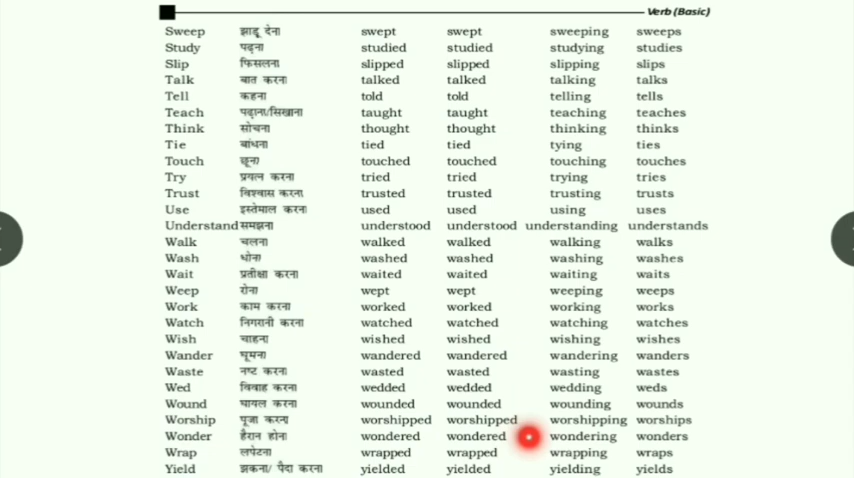 Verb (Basic)
Sweep झाड़ू देना swept swept sweeping sweeps
Study पढ़ना studied studied studying studies
Slip फिसलना slipped slipped slipping slips
Talk बात करना talked talked talking talks
Tell कहना told told telling tells
Teach पढ़ाना/सिखाना taught taught teaching teaches
Think सोचना thought thought thinking thinks
Tie बांधना tied tied tying ties
Touch छूना touched touched touching touches
Try प्रयत्न करना tried tried trying tries
Trust विश्वास करना trusted trusted trusting trusts
Use इस्तेमाल करना used used using uses
Understand समझना understood understood understanding understands
Walk चलना walked walked walking walks
Wash धोना washed washed washing washes
Wait प्रतीक्षा करना waited waited waiting waits
Weep रोना wept wept weeping weeps
Work काम करना worked worked working works
Watch निगरानी करना watched watched watching watches
Wish चाहना wished wished wishing wishes
Wander घूमना wandered wandered wandering wanders
Waste नष्ट करना wasted wasted wasting wastes
Wed विवाह करना wedded wedded wedding weds
Wound घायल करना wounded wounded wounding wounds
Worship पूजा करना worshipped worshipped worshipping worships
Wonder हैरान होना wondered wondered wondering wonders
Wrap लपेटना wrapped wrapped wrapping wraps
Yield झुकना/ पैदा करना yielded yielded yielding yields